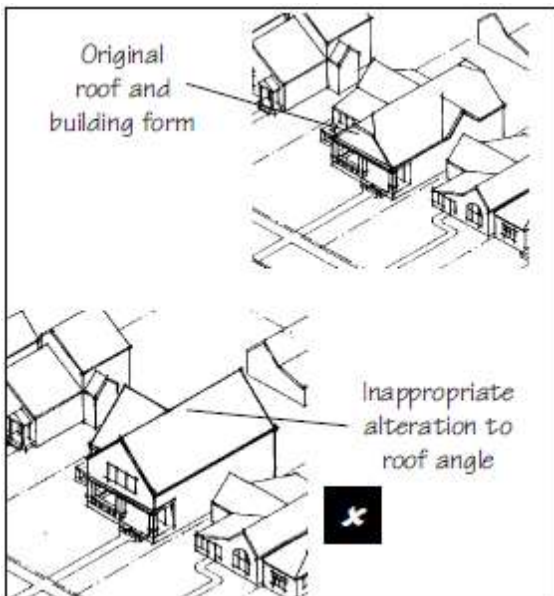 Original
roof and
building form
Inappropriate
alteration to
roof angle
x